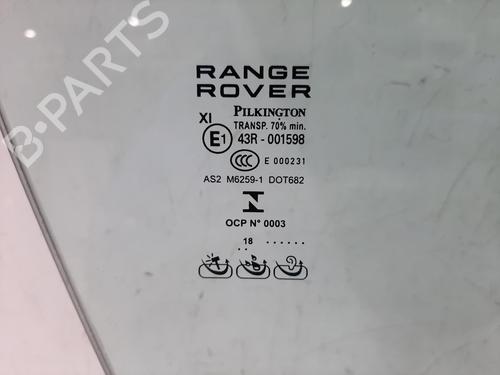 B-PARTS
RANGE
ROVER
PILKINGTON
XI
TRANSP. 70% min.
E1 43R - 001598
CCC E 000231
AS2 M6259-1 DOT682
OCP N° 0003
18 ......
..